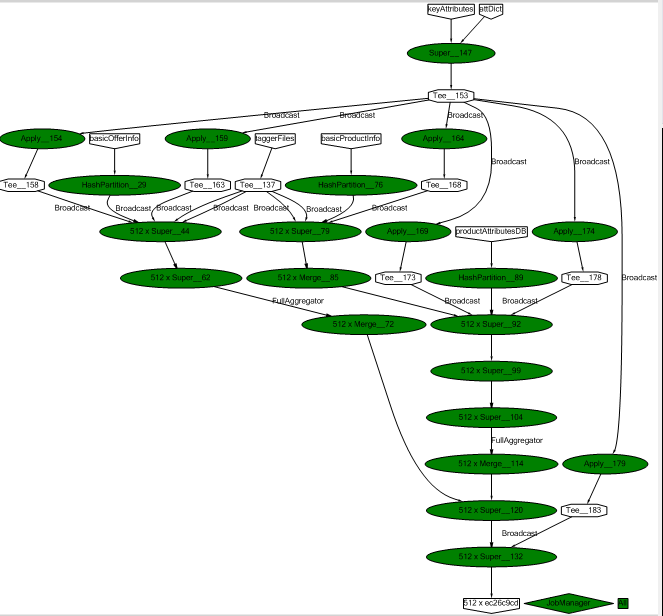 keyAttributes attDict
Super__147
Tee__153
Broadcast Broadcast
Apply__154 basicOfferInfo Apply__159 taggerFiles basicProductInfo Apply__164 Broadcast
Broadcast Broadcast
Tee__158 HashPartition__29 Tee__163 Tee__137 HashPartition__76 Tee__168
Broadcast Broadcast Broadcast Broadcast Broadcast Broadcast
512 x Super__44 512 x Super__79 Apply__169 productAttributesDB Apply__174
512 x Super__62 512 x Merge__85 Tee__173 HashPartition__89 Tee__178 Broadcast
FullAggregator Broadcast Broadcast
512 x Merge__72 512 x Super__92
512 x Super__99
512 x Super__104
FullAggregator
512 x Merge__114 Apply__179
512 x Super__120 Tee__183
Broadcast
512 x Super__132
512 x ec26c9cd JobManager All